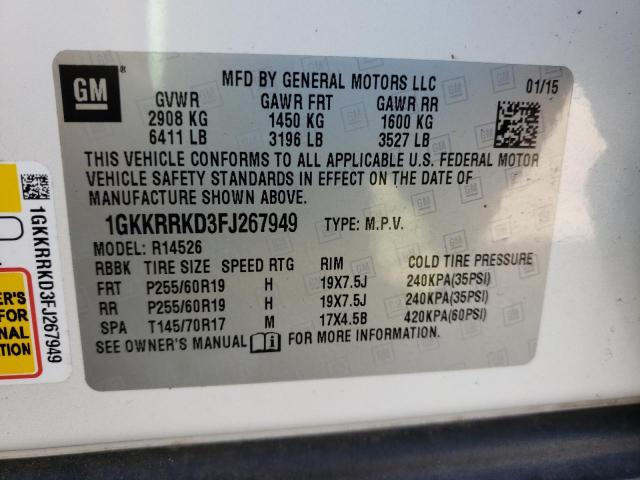 GM ®
MFD BY GENERAL MOTORS LLC 01/15
GVWR GAWR FRT GAWR RR
2908 KG 1450 KG 1600 KG
6411 LB 3196 LB 3527 LB
THIS VEHICLE CONFORMS TO ALL APPLICABLE U.S. FEDERAL MOTOR
VEHICLE SAFETY STANDARDS IN EFFECT ON THE DATE OF
MANUFACTURE SHOWN ABOVE.
1GKKRRKD3FJ267949 TYPE: M.P.V.
MODEL: R14526
RBBK TIRE SIZE SPEED RTG RIM COLD TIRE PRESSURE
FRT P255/60R19 H 19X7.5J 240KPA(35PSI)
RR P255/60R19 H 19X7.5J 240KPA(35PSI)
SPA T145/70R17 M 17X4.5B 420KPA(60PSI)
SEE OWNER'S MANUAL FOR MORE INFORMATION.
1GKKRRKD3FJ267949
ER'S
FOR
NAL
TION